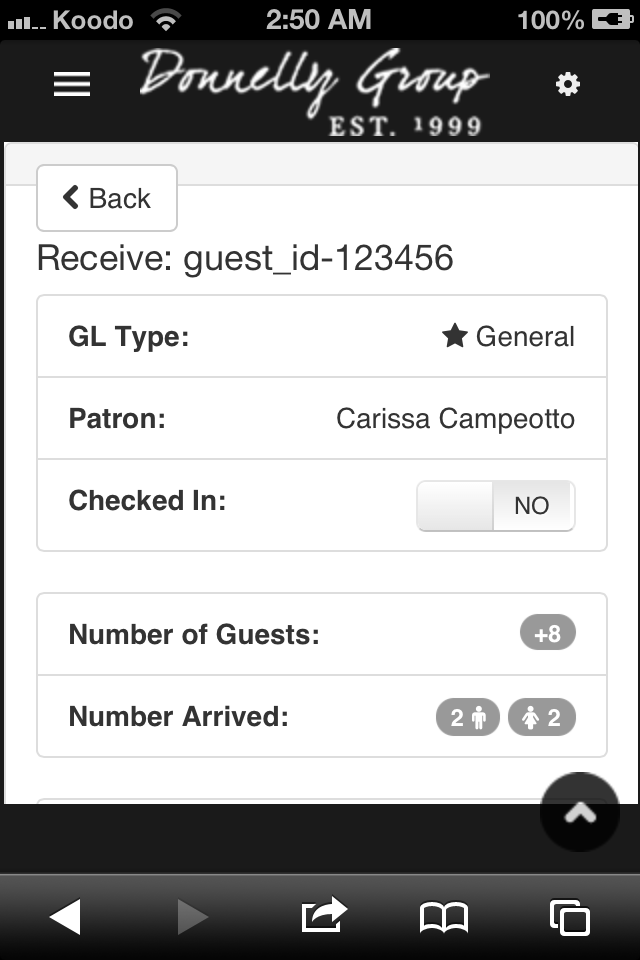 Koodo 2:50 AM 100%
Donnelly Group
EST. 1999
Back
Receive: guest_id-123456
GL Type: General
Patron: Carissa Campeotto
Checked In: NO
Number of Guests: +8
Number Arrived: 2 2